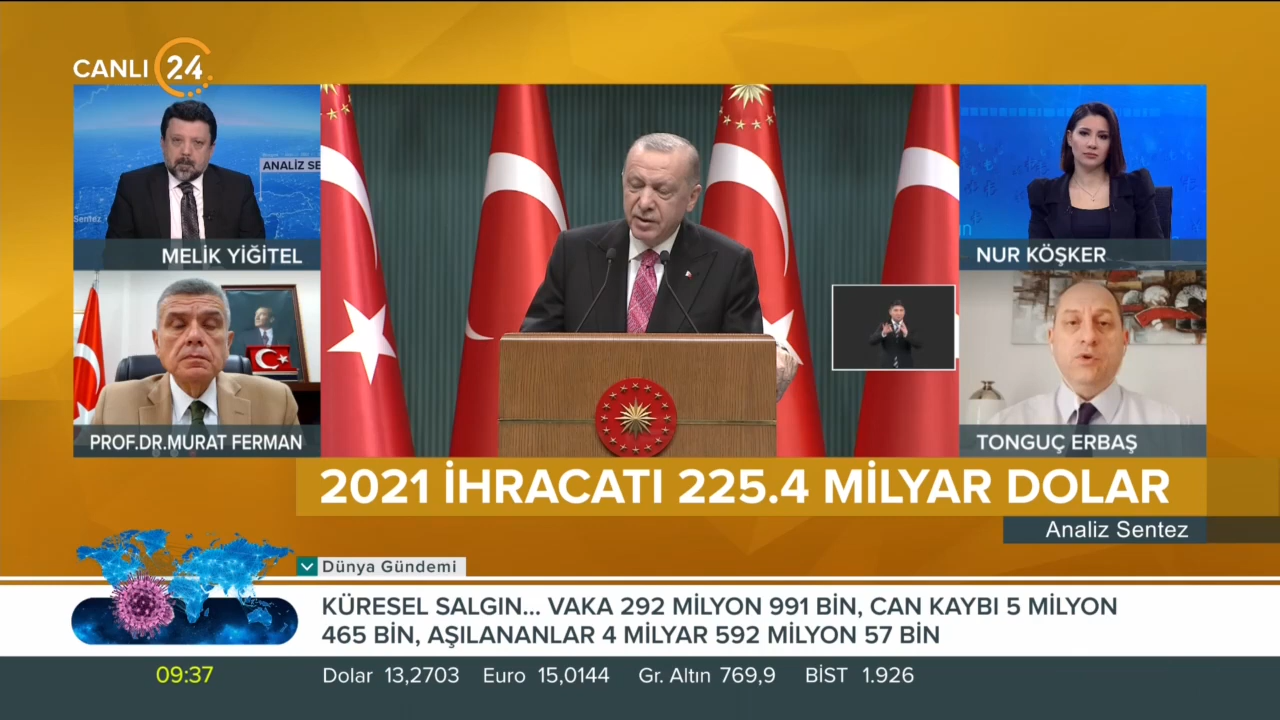 CANLI 24
ANALİZ SE
Sentez
MELİK YİĞİTEL
NUR KÖŞKER
PROF.DR.MURAT FERMAN
TONGUÇ ERBAŞ
2021 İHRACATI 225.4 MİLYAR DOLAR
Analiz Sentez
Dünya Gündemi
KÜRESEL SALGIN... VAKA 292 MİLYON 991 BİN, CAN KAYBI 5 MİLYON
465 BİN, AŞILANANLAR 4 MİLYAR 592 MİLYON 57 BİN
09:37 Dolar 13,2703 Euro 15,0144 Gr. Altın 769,9 BİST 1.926